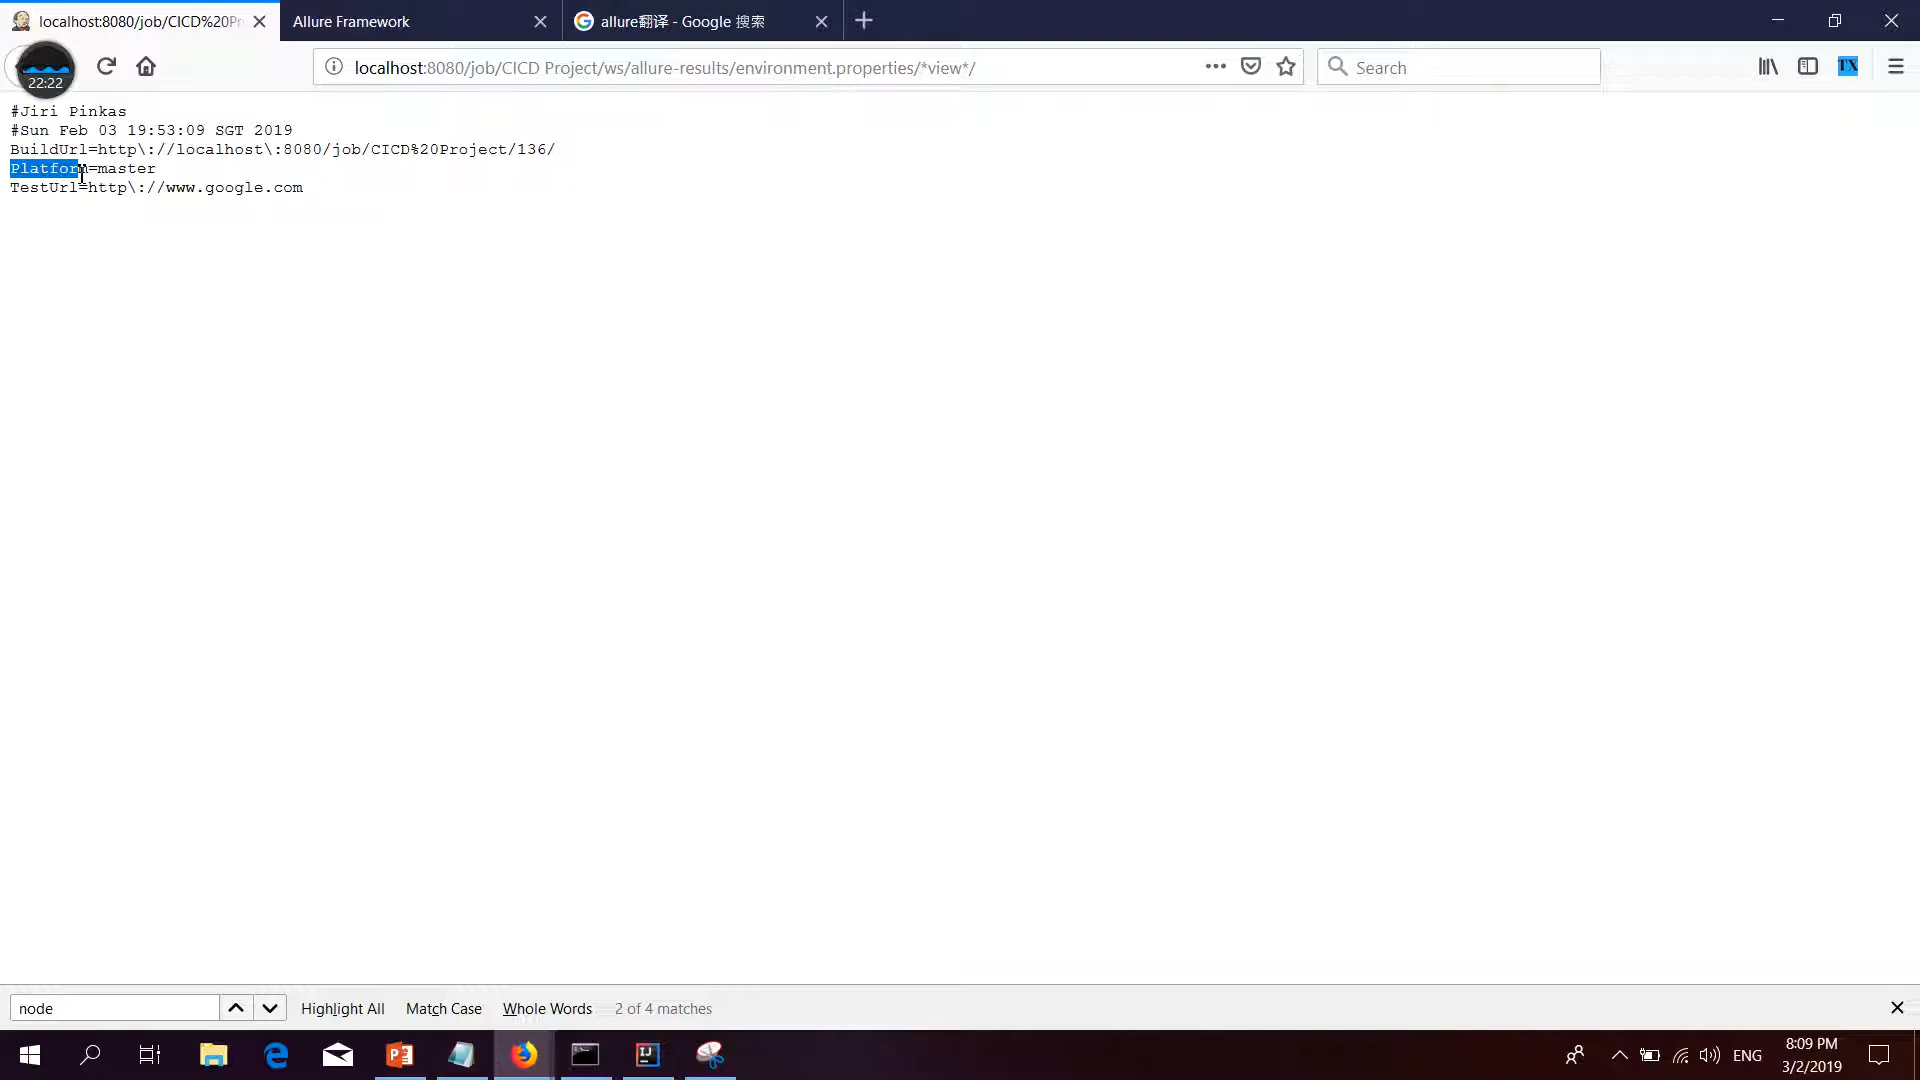 localhost:8080/job/CICD%20Pr
Allure Framework
allure翻译 - Google 搜索
22:22
localhost:8080/job/CICD Project/ws/allure-results/environment.properties/*view*/
Search
TX
#Jiri Pinkas
#Sun Feb 03 19:53:09 SGT 2019
BuildUrl=http\://localhost\:8080/job/CICD%20Project/136/
Platform=master
TestUrl=http\://www.google.com
node
Highlight All
Match Case
Whole Words
2 of 4 matches
ENG
8:09 PM
3/2/2019